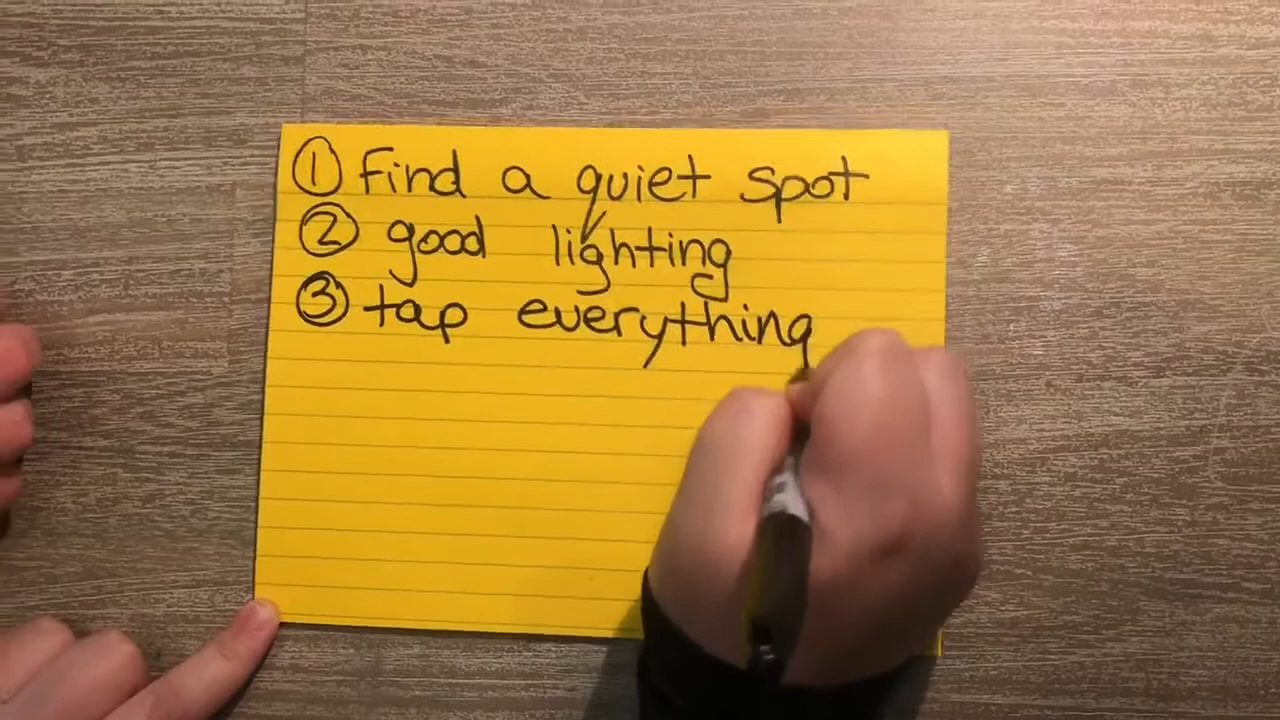 ① Find a quiet spot
② good lighting
③ tap everything